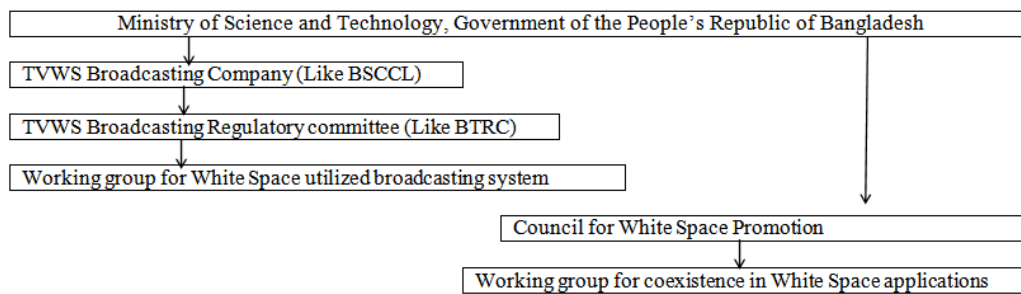 Ministry of Science and Technology, Government of the People’s Republic of Bangladesh
TVWS Broadcasting Company (Like BSCCL)
TVWS Broadcasting Regulatory committee (Like BTRC)
Working group for White Space utilized broadcasting system
Council for White Space Promotion
Working group for coexistence in White Space applications